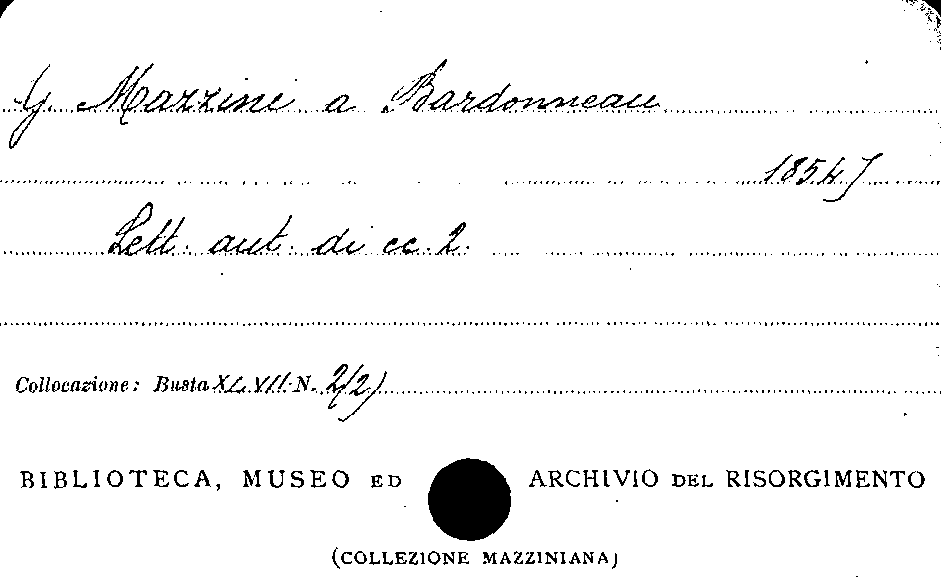 G. Mazzini a Bardonneau
1854]
Lett. aut. di cc. 2.
Collocazione: Busta XLVII N. 2/2)
BIBLIOTECA, MUSEO ED ARCHIVIO DEL RISORGIMENTO
(COLLEZIONE MAZZINIANA)